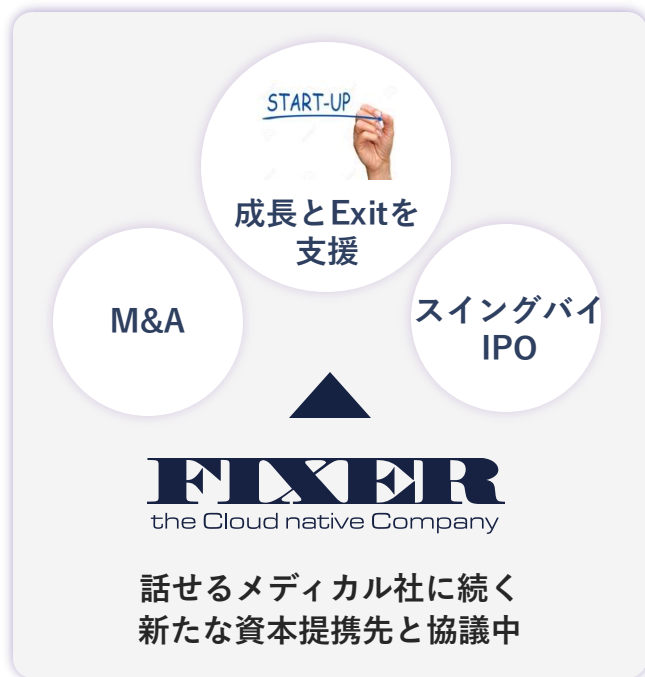 START-UP
成長とExitを
支援
M&A
スイングバイ
IPO
FIXER
the Cloud native Company
話せるメディカル社に続く
新たな資本提携先と協議中